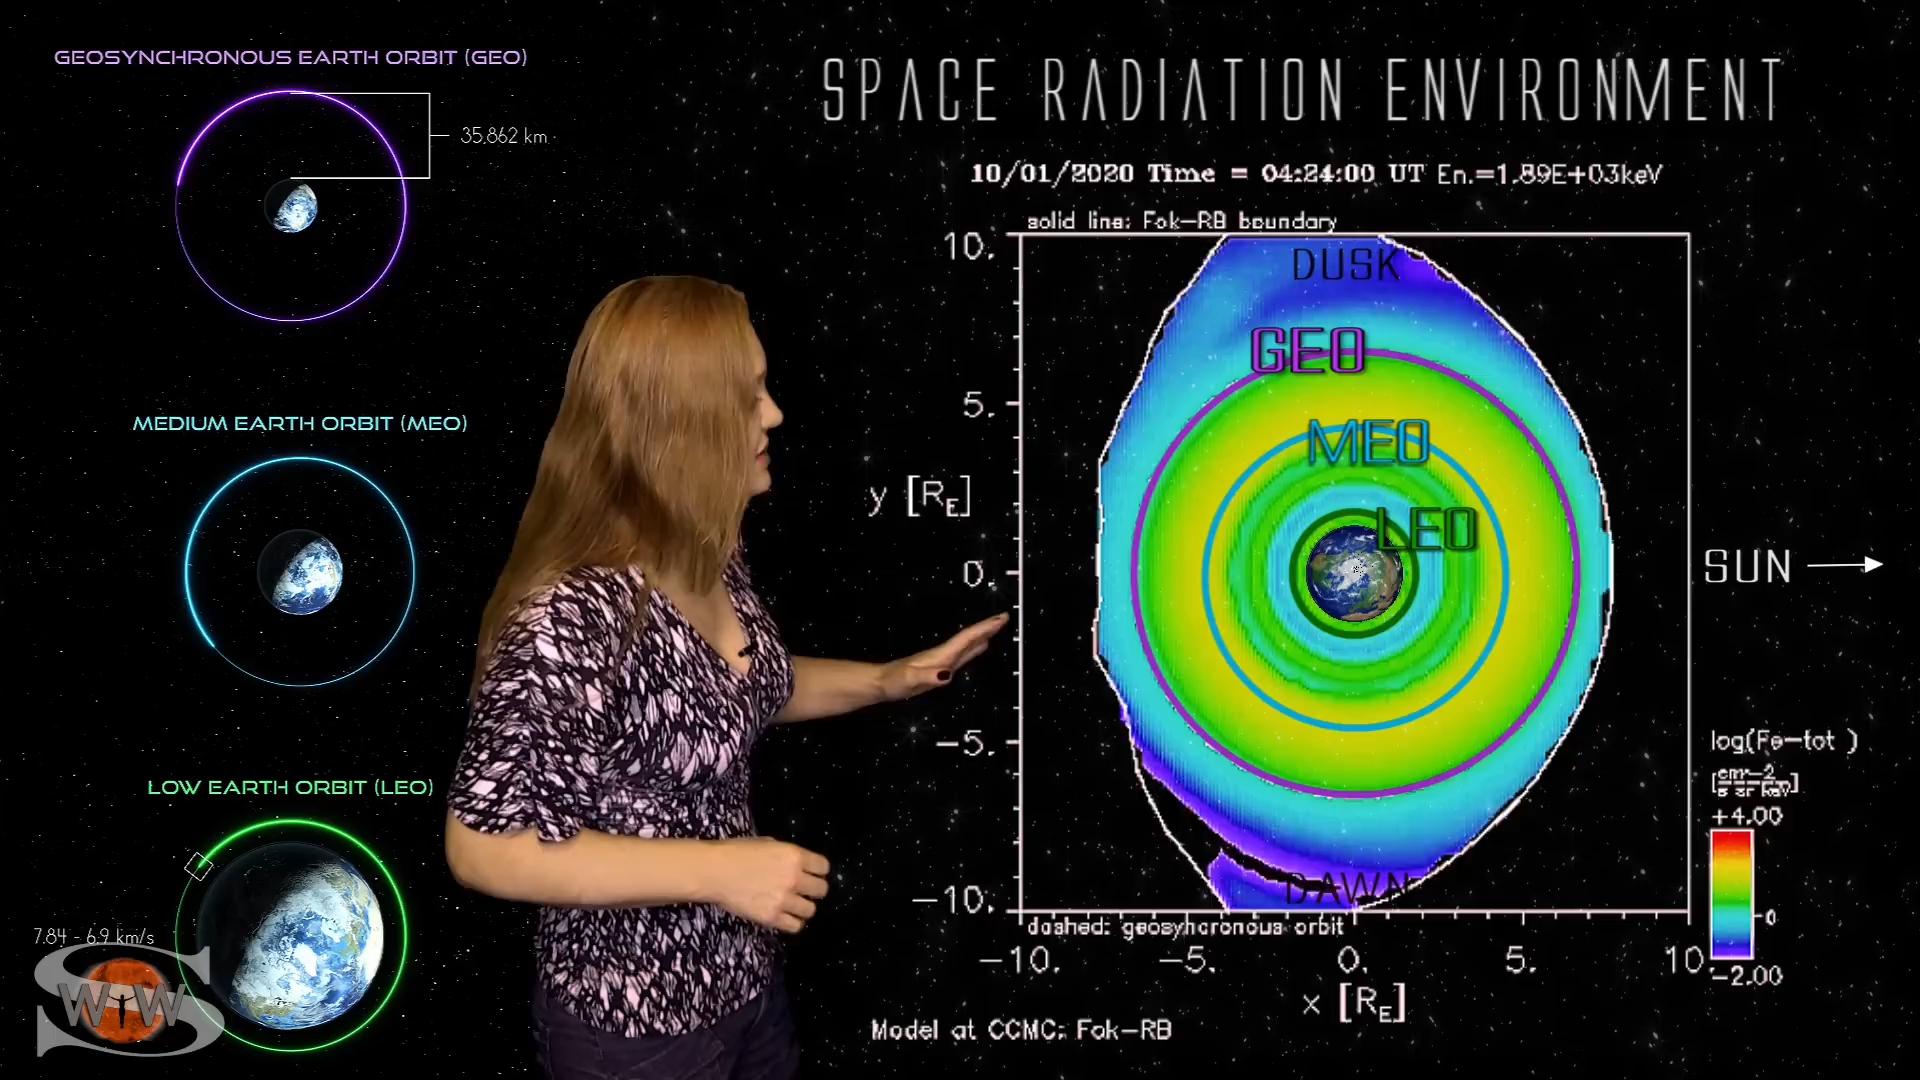 GEOSYNCHRONOUS EARTH ORBIT (GEO)
35,862 km
MEDIUM EARTH ORBIT (MEO)
LOW EARTH ORBIT (LEO)
7.84 - 6.9 km/s
SWW
SPACE RADIATION ENVIRONMENT
10/01/2020 Time = 04:24:00 UT En.=1.89E+03keV
solid line: Fok-RB boundary
DUSK
GEO
MEO
LEO
DAWN
10.
5.
0.
-5.
-10.
y [RE]
dashed: geosyhcronous orbit
-10. -5. 0. 5. 10
x [RE]
SUN
log(Fe-tot )
+4.00
0
-2.00
Model at CCMC: Fok-RB